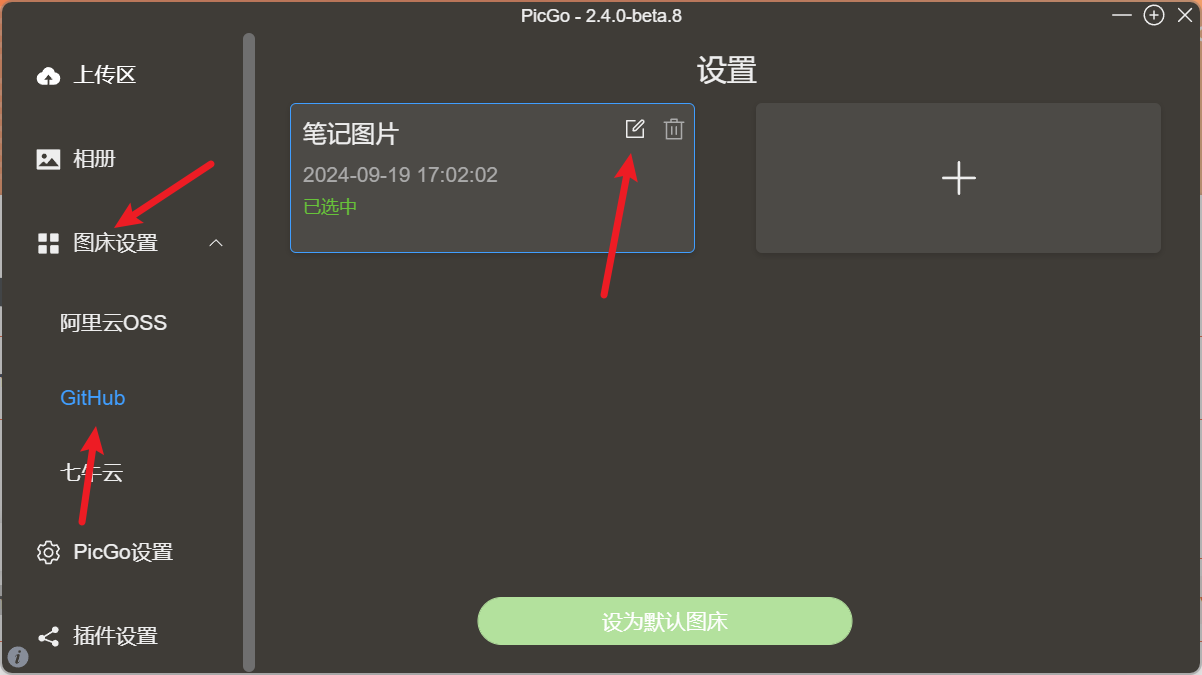 PicGo - 2.4.0-beta.8
上传区
相册
图床设置
阿里云OSS
GitHub
七牛云
PicGo设置
插件设置
设置
笔记图片
2024-09-19 17:02:02
已选中
设为默认图床